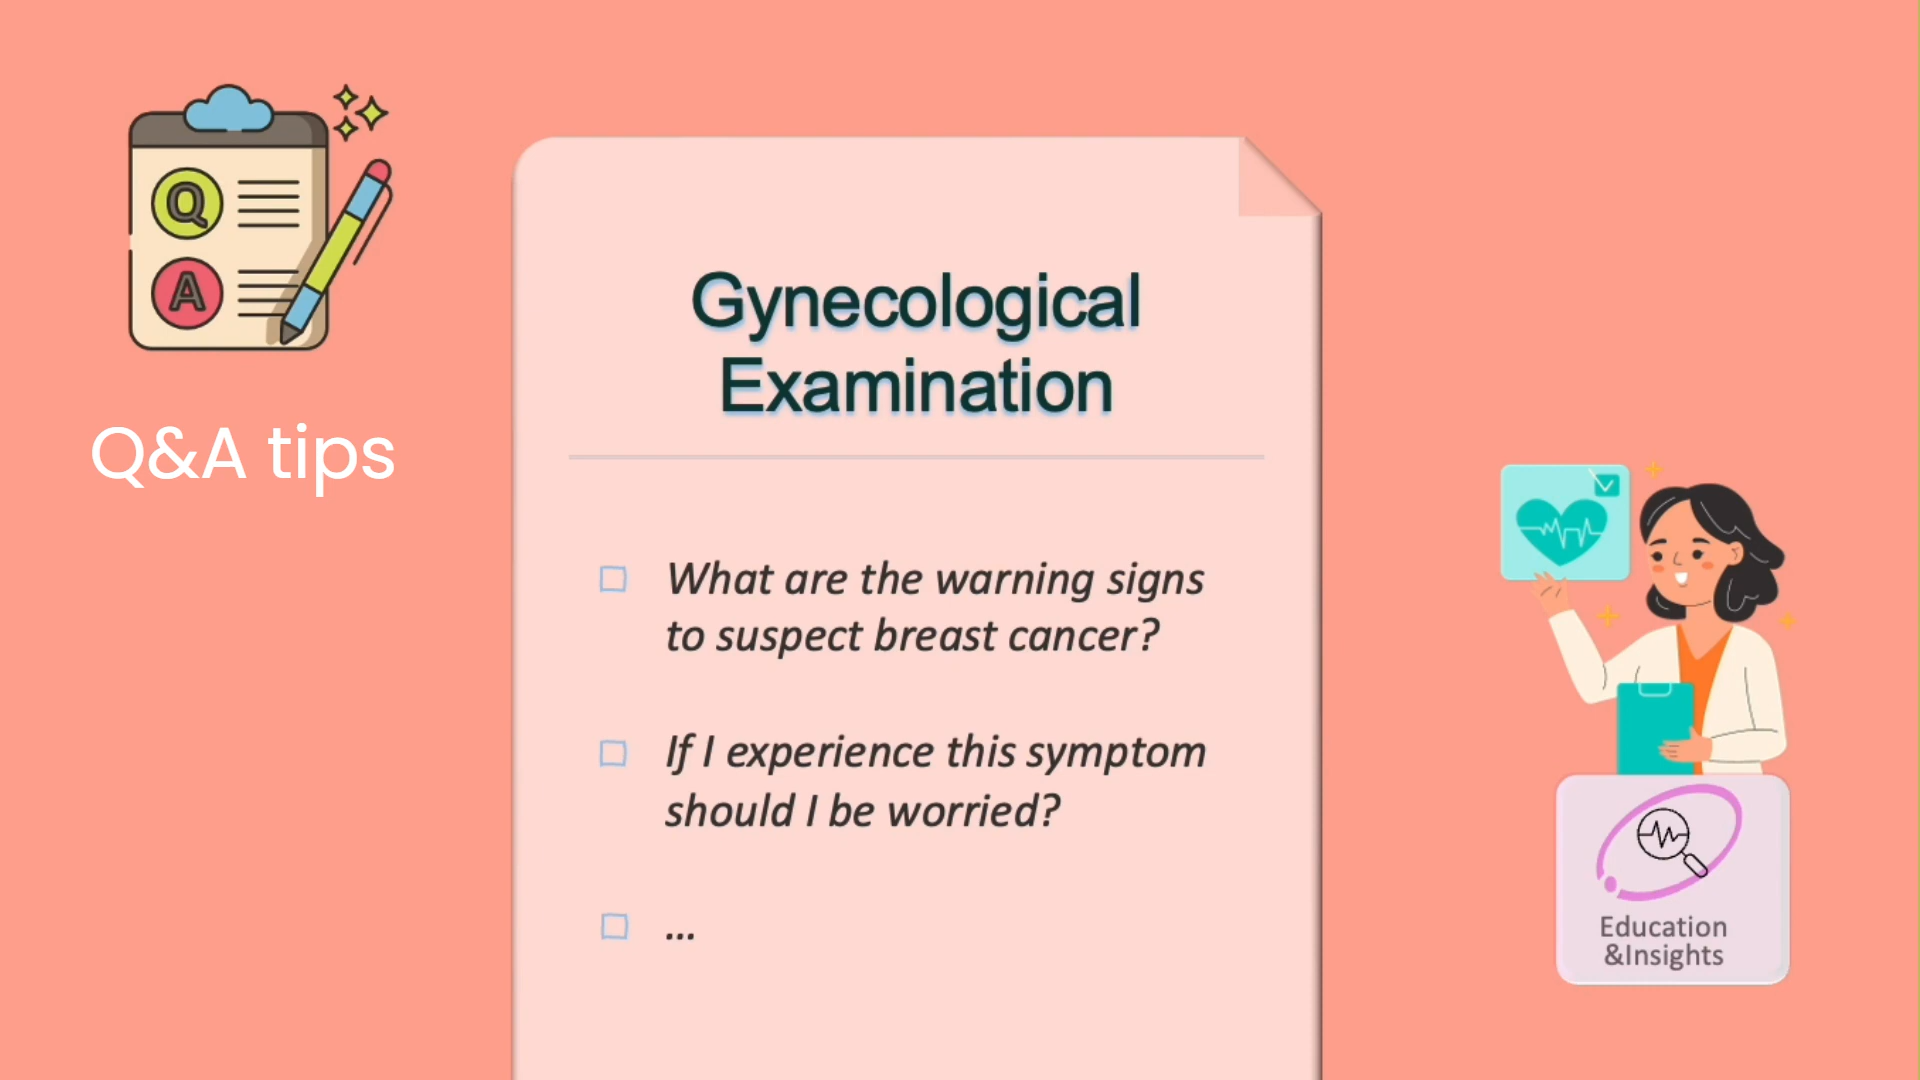 Q
A
Q&A tips
Gynecological
Examination
What are the warning signs
to suspect breast cancer?
If I experience this symptom
should I be worried?
...
Education
&Insights